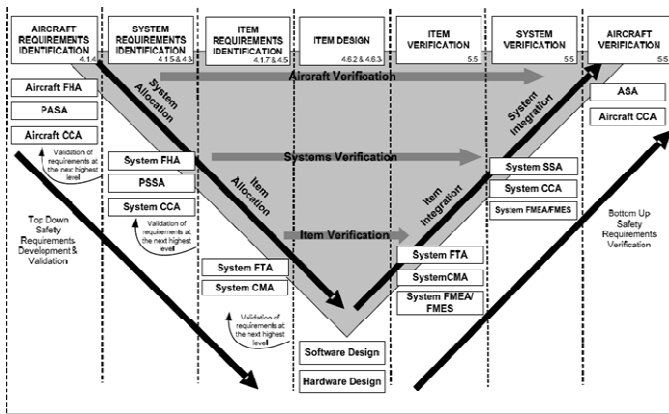 AIRCRAFT
REQUIREMENTS
IDENTIFICATION
4.1.4
SYSTEM
REQUIREMENTS
IDENTIFICATION
4.1.5 & 4.3
ITEM
REQUIREMENTS
IDENTIFICATION
4.1.7 & 4.5
ITEM DESIGN
4.6.2 & 4.6.3
ITEM
VERIFICATION
5.5
SYSTEM
VERIFICATION
5.5
AIRCRAFT
VERIFICATION
5.5
Aircraft FHA
PASA
Aircraft CCA
Validation of
requirements at
the next highest
level
Top Down
Safety
Requirements
Development &
Validation
System FHA
PSSA
System CCA
Validation of
requirements at
the next highest
level
System FTA
System CMA
Validation of
requirements at
the next highest
level
System
Allocation
Item
Allocation
Aircraft Verification
Systems Verification
Item Verification
Software Design
Hardware Design
Item
Integration
System
Integration
System FTA
SystemCMA
System FMEA/
FMES
System SSA
System CCA
System FMEA/FMES
ASA
Aircraft CCA
Bottom Up
Safety
Requirements
Verification